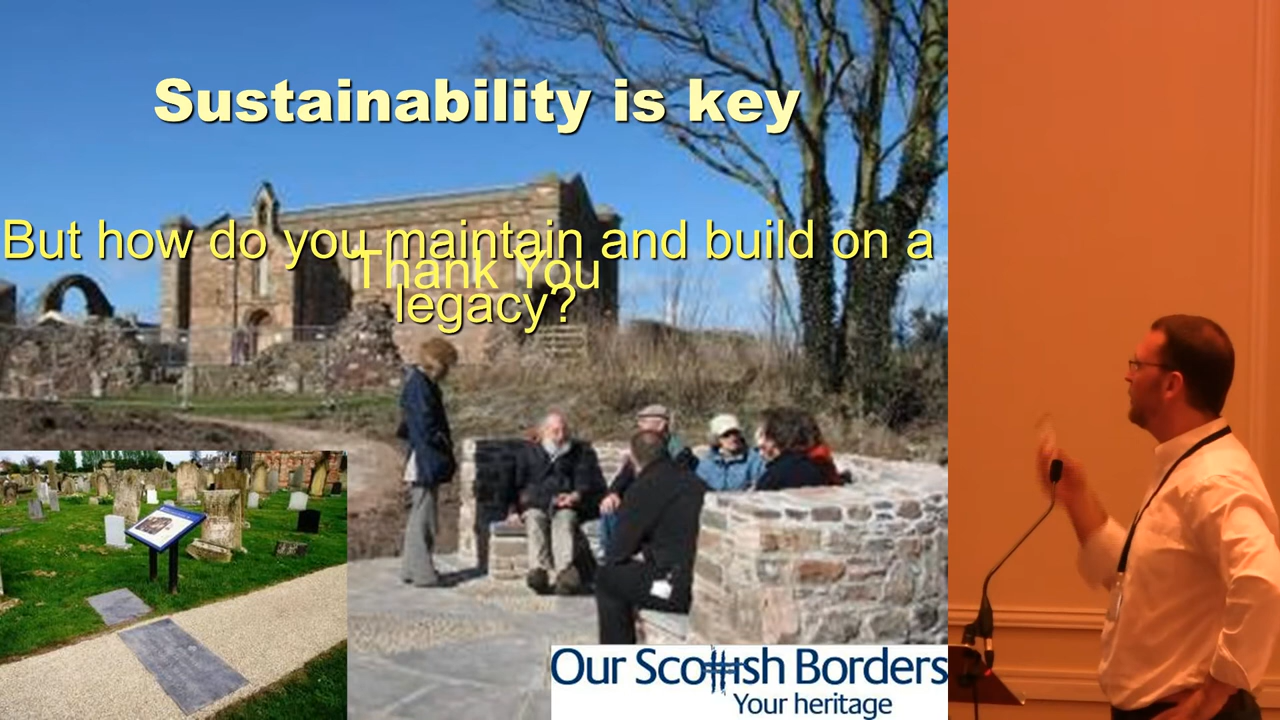 Sustainability is key
But how do you maintain and build on a
Thank You
legacy?
Our Scottish Borders
Your heritage